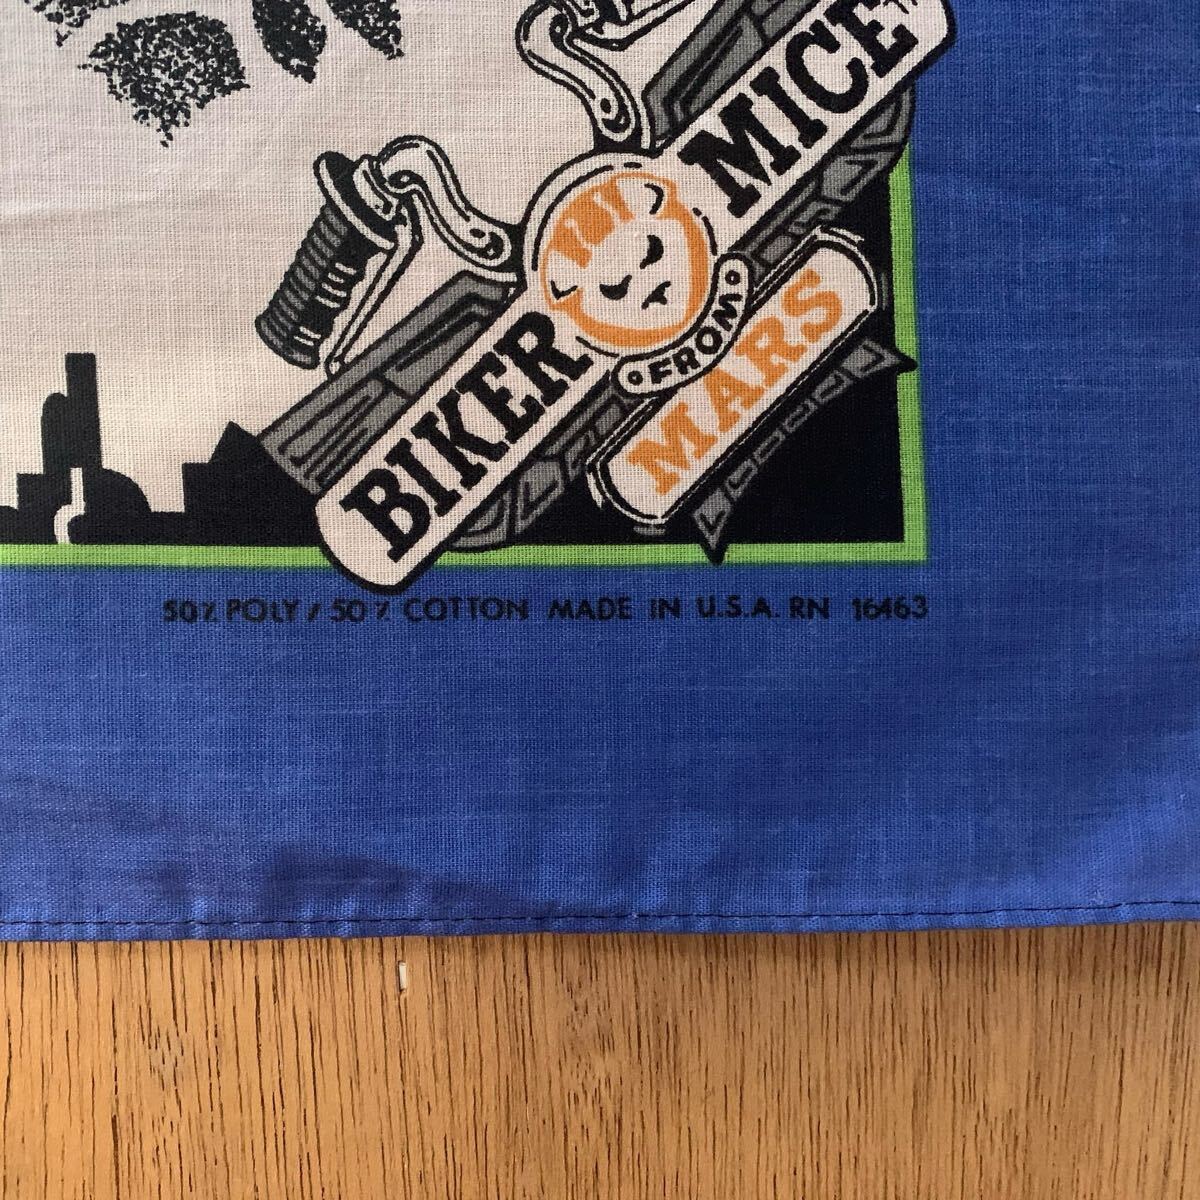 BIKER MICE
FROM
MARS
50% POLY / 50% COTTON MADE IN U.S.A. RN 16463